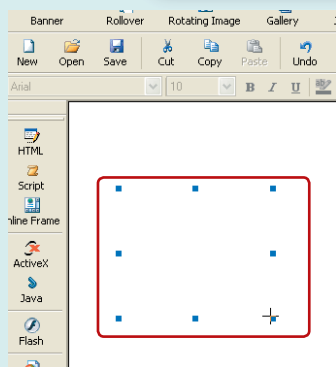 Banner Rollover Rotating Image Gallery
New Open Save Cut Copy Paste Undo
Arial 10 B I U
HTML
Script
nline Frame
ActiveX
Java
Flash